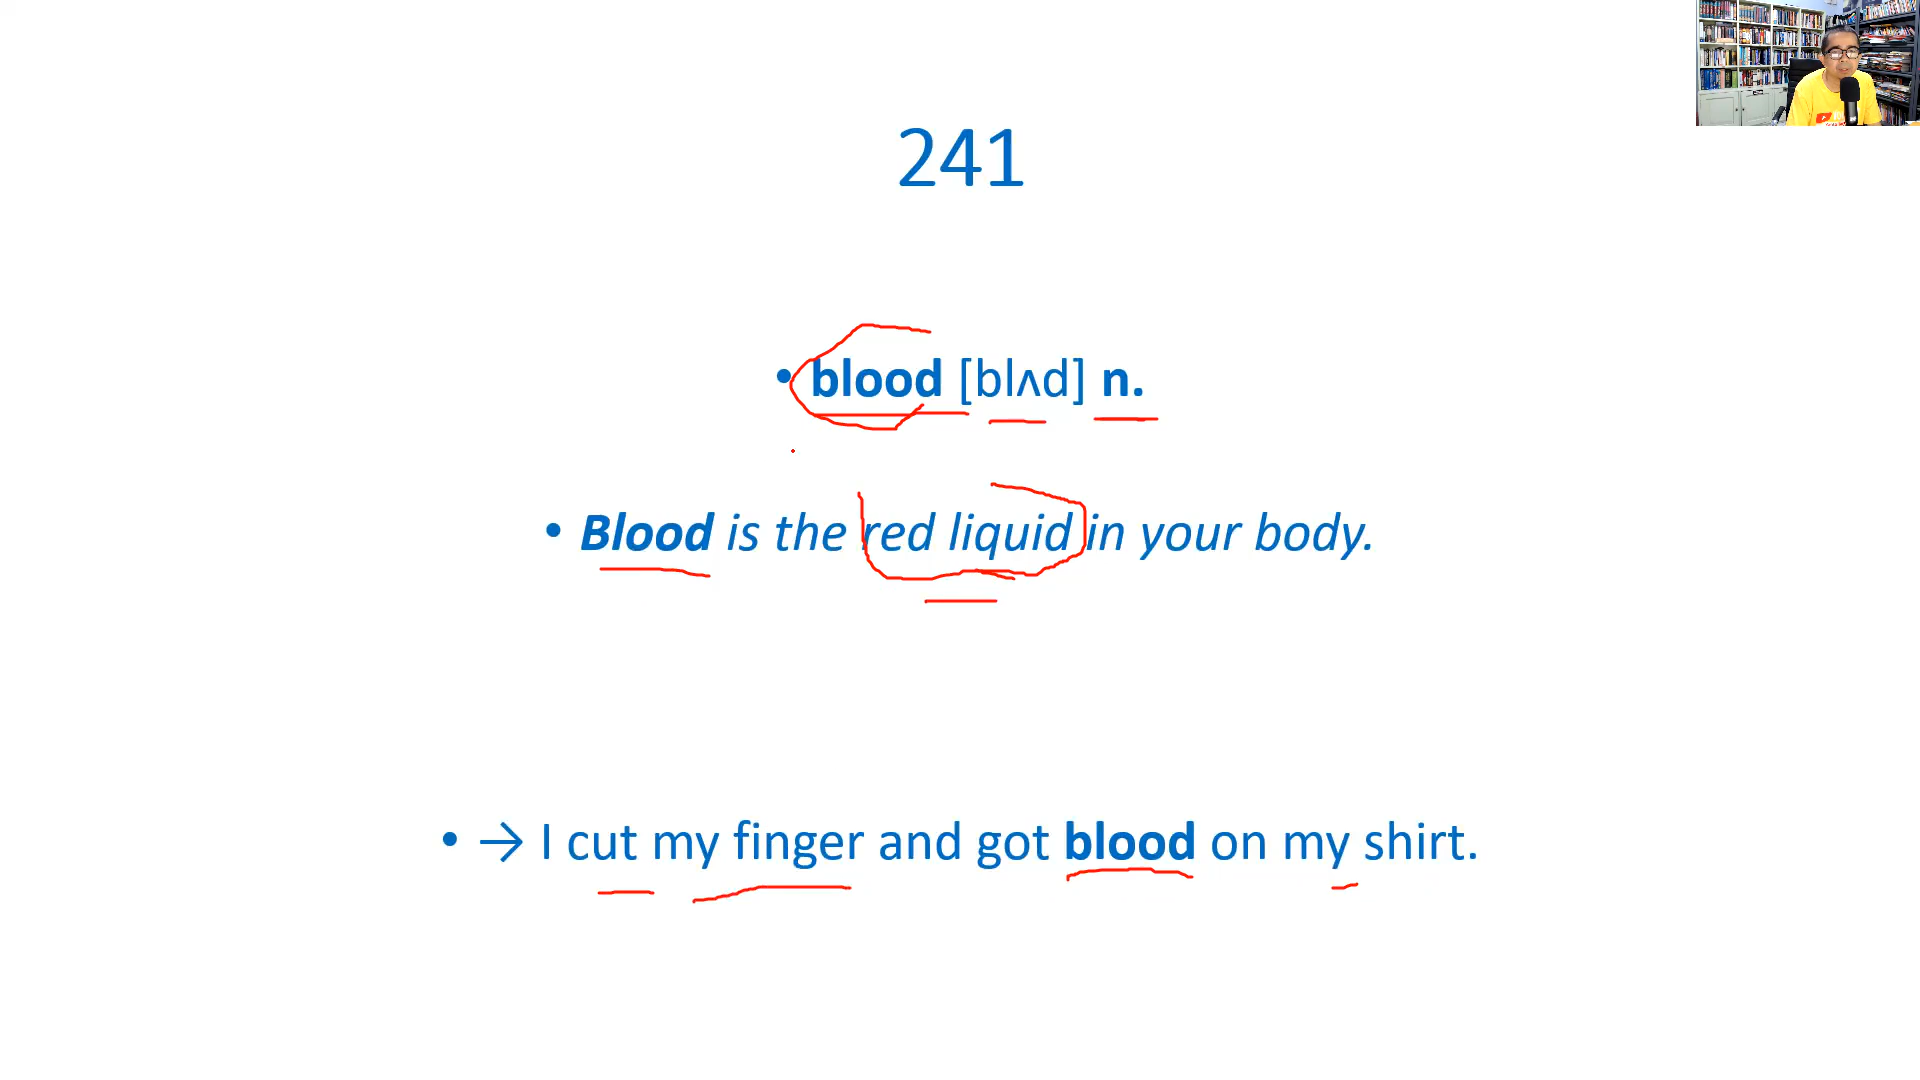 241
• blood [blʌd] n.
• Blood is the red liquid in your body.
• → I cut my finger and got blood on my shirt.